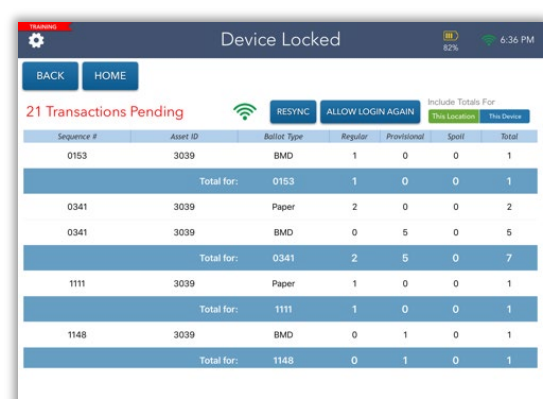 TRAINING
Device Locked
82%
6:36 PM
BACK HOME
21 Transactions Pending RESYNC ALLOW LOGIN AGAIN Include Totals For
This Location This Device
Sequence # Asset ID Ballot Type Regular Provisional Spoil Total
0153 3039 BMD 1 0 0 1
Total for: 0153 1 0 0 1
0341 3039 Paper 2 0 0 2
0341 3039 BMD 0 5 0 5
Total for: 0341 2 5 0 7
1111 3039 Paper 1 0 0 1
Total for: 1111 1 0 0 1
1148 3039 BMD 0 1 0 1
Total for: 1148 0 1 0 1